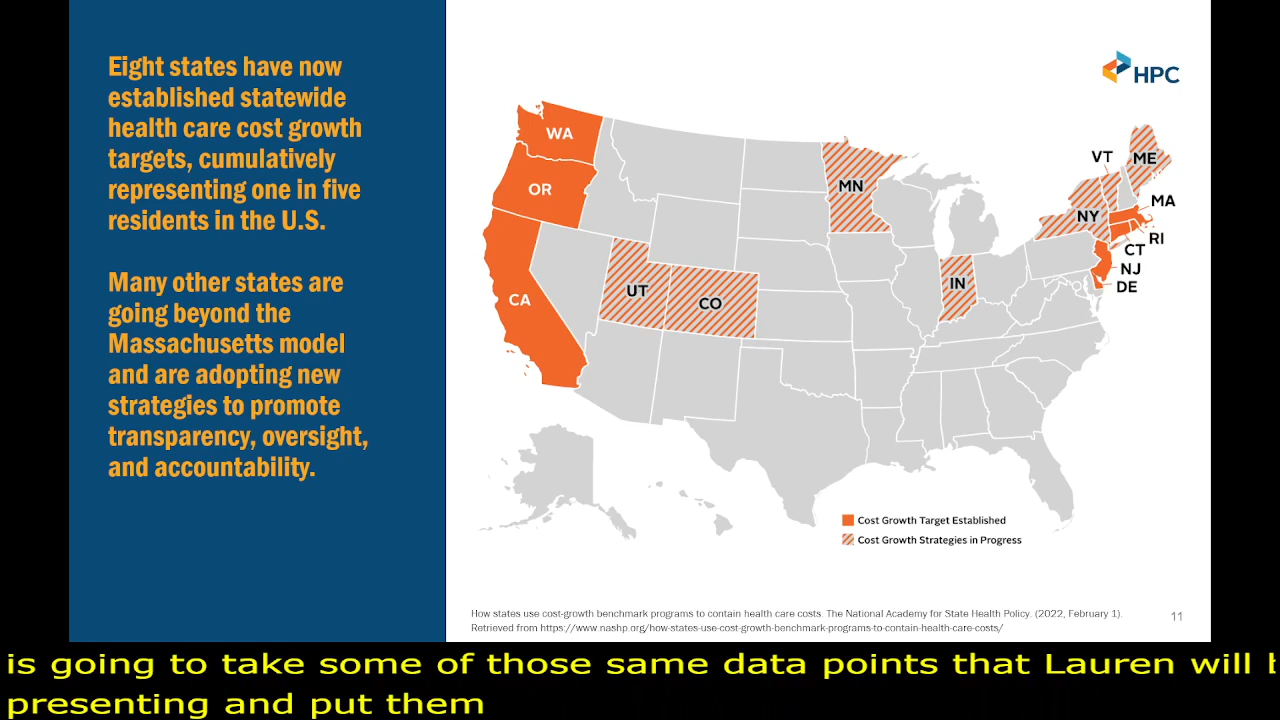 Eight states have now
established statewide
health care cost growth
targets, cumulatively
representing one in five
residents in the U.S.
Many other states are
going beyond the
Massachusetts model
and are adopting new
strategies to promote
transparency, oversight,
and accountability.
HPC
WA
OR
CA
UT
CO
MN
IN
VT
ME
NY
MA
RI
CT
NJ
DE
Cost Growth Target Established
Cost Growth Strategies in Progress
How states use cost-growth benchmark programs to contain health care costs. The National Academy for State Health Policy. (2022, February 1).
Retrieved from https://www.nashp.org/how-states-use-cost-growth-benchmark-programs-to-contain-health-care-costs/
11
is going to take some of those same data points that Lauren will
presenting and put them